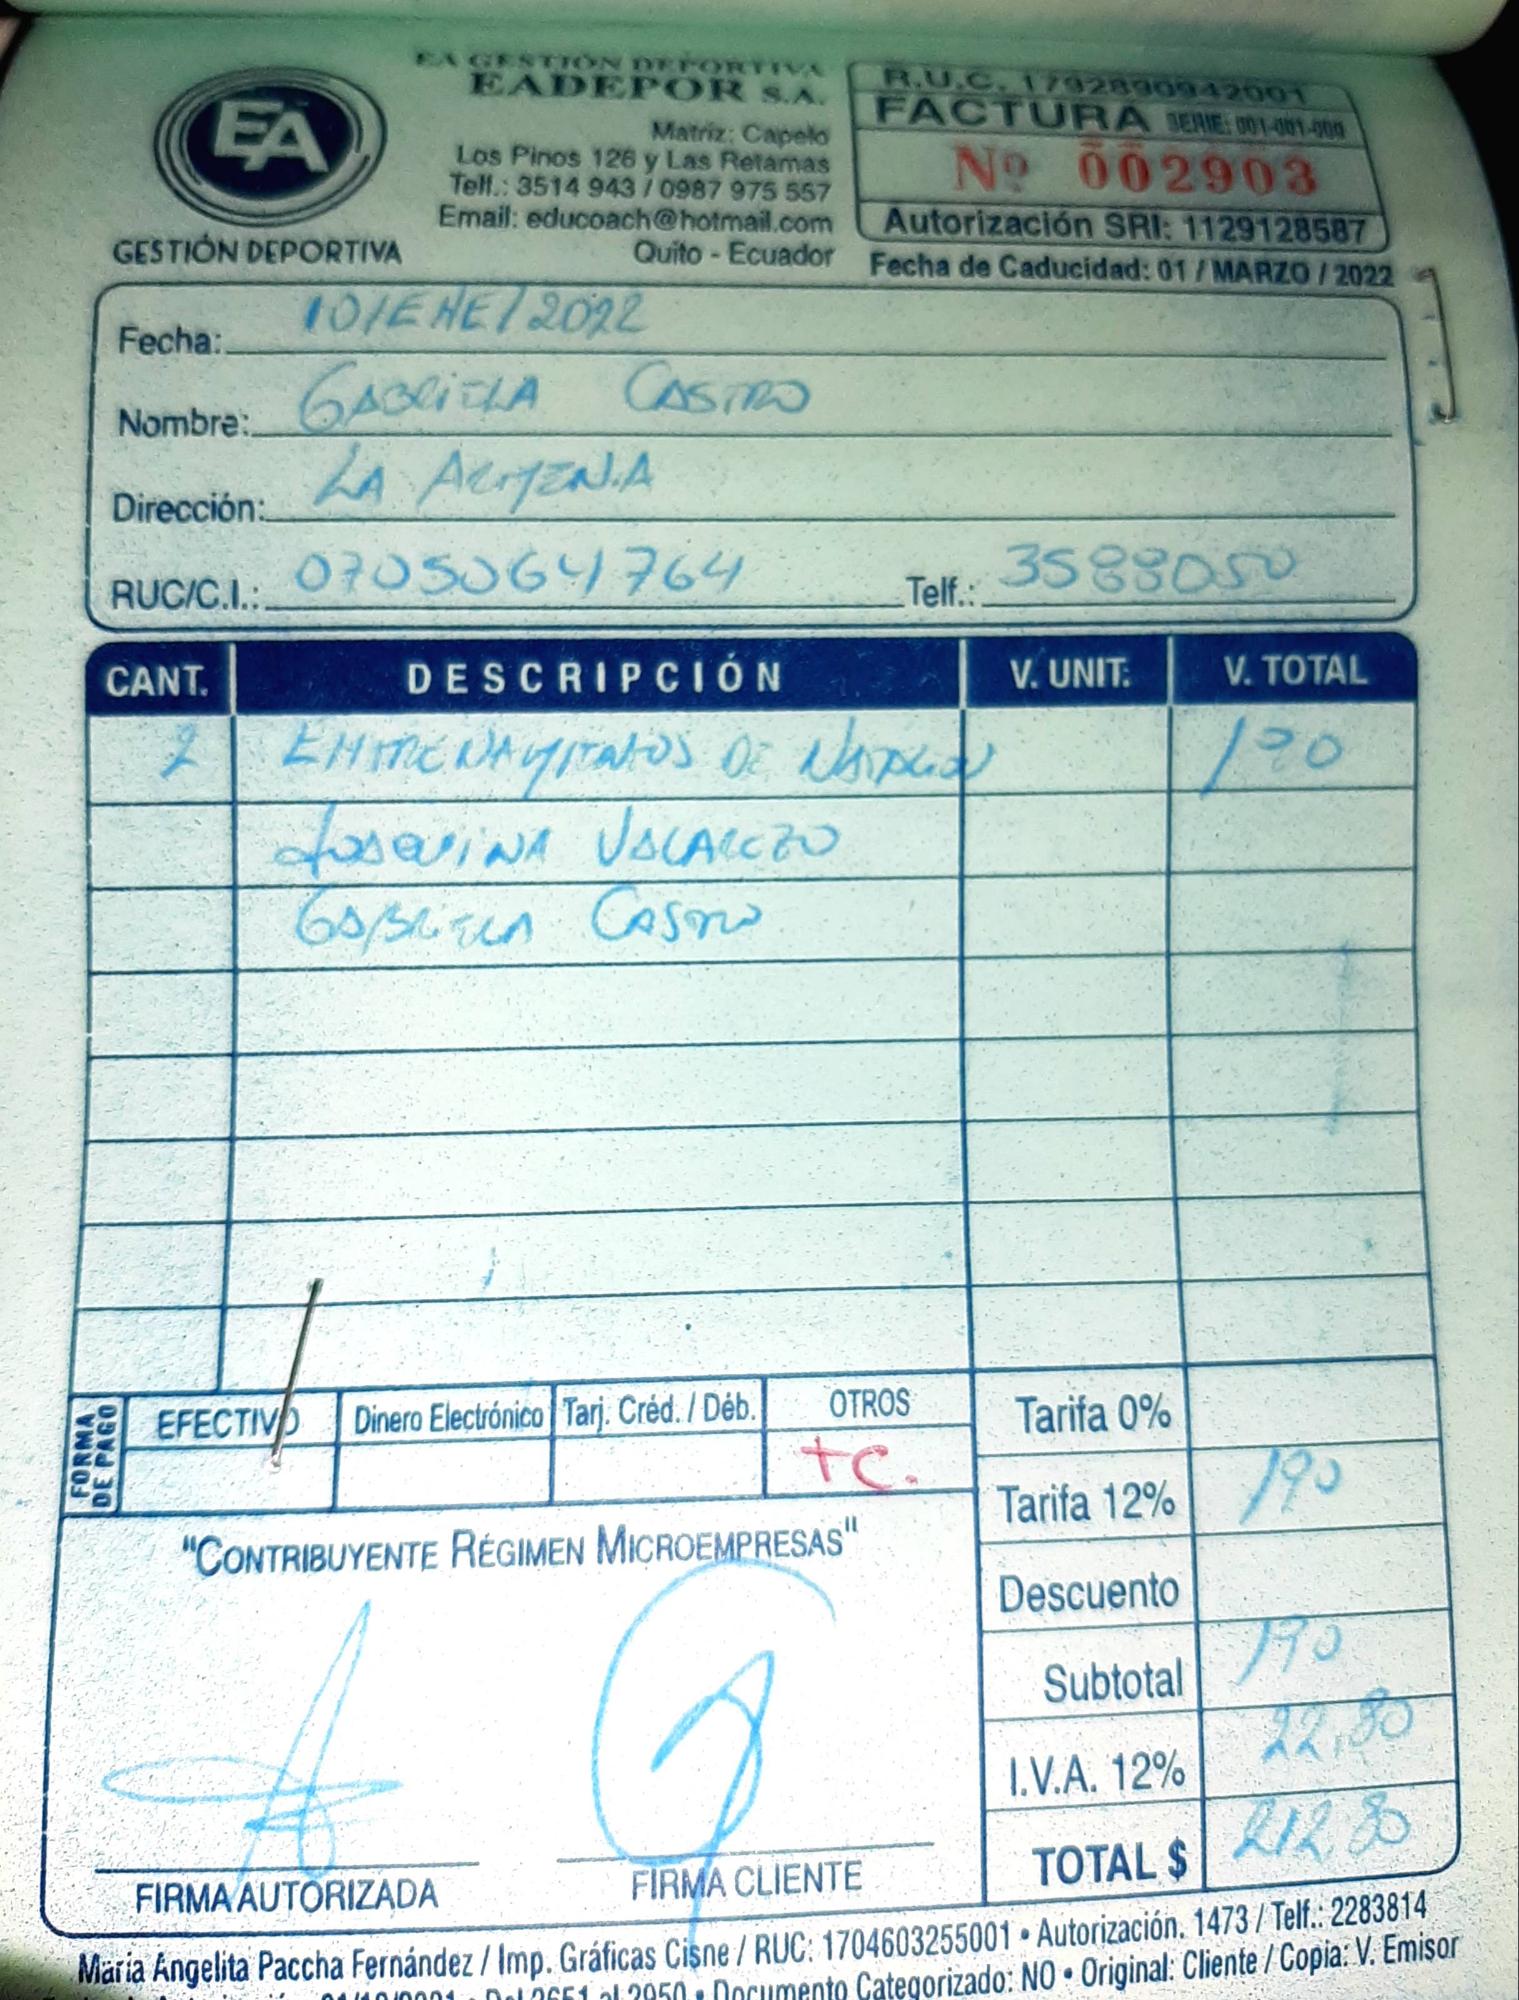 EA GESTIÓN DEPORTIVA
EADEPOR S.A.
Matriz: Capelo
Los Pinos 126 y Las Retamas
Telf.: 3514 943 / 0987 975 557
Email: educoach@hotmail.com
Quito - Ecuador
EA
GESTIÓN DEPORTIVA
R.U.C. 1792890942001
FACTURA SERIE: 001-001-000
Nº 002903
Autorización SRI: 1129128587
Fecha de Caducidad: 01 / MARZO / 2022
Fecha: 10/ENE/2022
Nombre: GABRIELA CASTRO
Dirección: LA ARMENIA
RUC/C.I.: 0705064764 Telf.: 3588050
CANT. DESCRIPCIÓN V. UNIT. V. TOTAL
2 ENTRENAMIENTOS DE NATACION 190
JOAQUINA VALAREZO
GABRIELA CASTRO
FORMA DE PAGO
EFECTIVO Dinero Electrónico Tarj. Créd. / Déb. OTROS
TC.
Tarifa 0%
Tarifa 12% 190
Descuento
Subtotal 190
I.V.A. 12% 22,80
TOTAL $ 212.80
"CONTRIBUYENTE RÉGIMEN MICROEMPRESAS"
FIRMA AUTORIZADA FIRMA CLIENTE
María Angelita Paccha Fernández / Imp. Gráficas Cisne / RUC: 1704603255001 • Autorización. 1473 / Telf.: 2283814
Del 2651 al 2950 • Documento Categorizado: NO • Original: Cliente / Copia: V. Emisor